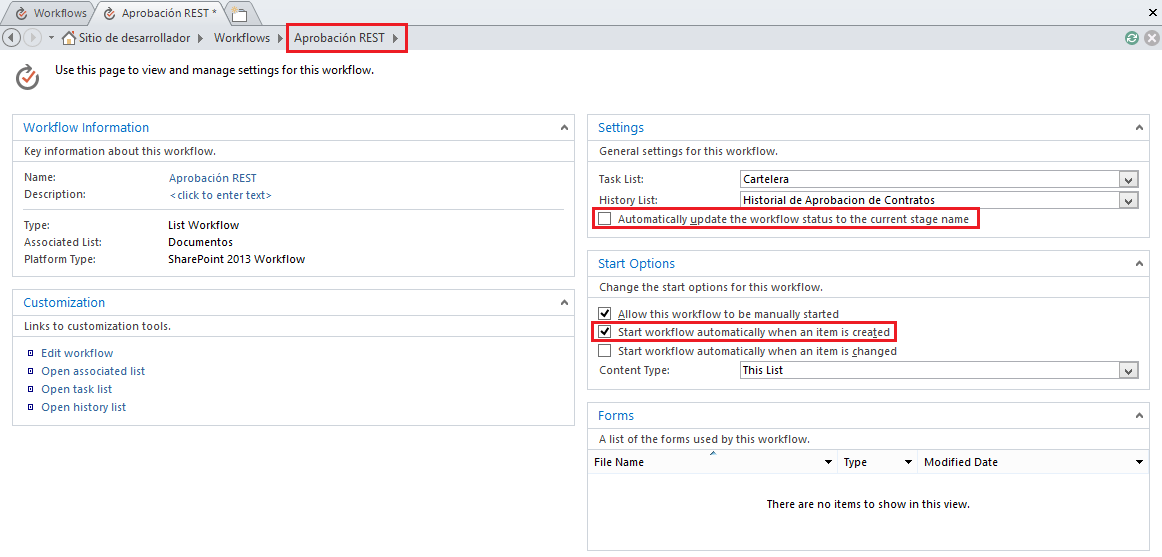 Workflows
Aprobación REST *
Sitio de desarrollador
Workflows
Aprobación REST
Use this page to view and manage settings for this workflow.
Workflow Information
Key information about this workflow.
Name: Aprobación REST
Description: <click to enter text>
Type: List Workflow
Associated List: Documentos
Platform Type: SharePoint 2013 Workflow
Customization
Links to customization tools.
Edit workflow
Open associated list
Open task list
Open history list
Settings
General settings for this workflow.
Task List: Cartelera
History List: Historial de Aprobacion de Contratos
Automatically update the workflow status to the current stage name
Start Options
Change the start options for this workflow.
Allow this workflow to be manually started
Start workflow automatically when an item is created
Start workflow automatically when an item is changed
Content Type: This List
Forms
A list of the forms used by this workflow.
File Name Type Modified Date
There are no items to show in this view.